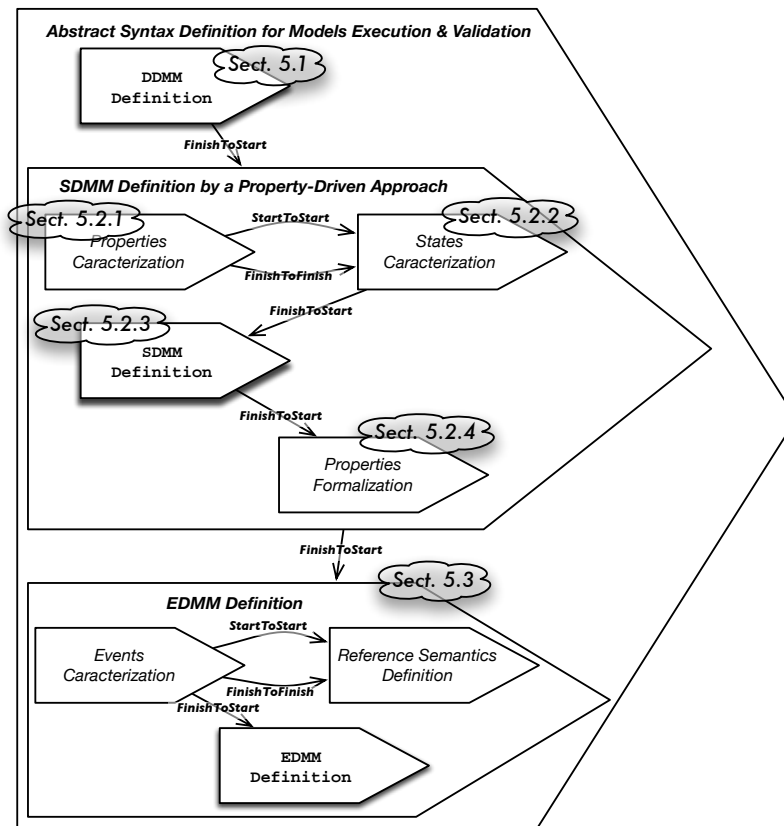 Abstract Syntax Definition for Models Execution & Validation
Sect. 5.1
DDMM
Definition
FinishToStart
SDMM Definition by a Property-Driven Approach
Sect. 5.2.1
Properties
Caracterization
StartToStart
FinishToFinish
Sect. 5.2.2
States
Caracterization
FinishToStart
Sect. 5.2.3
SDMM
Definition
FinishToStart
Sect. 5.2.4
Properties
Formalization
FinishToStart
Sect. 5.3
EDMM Definition
StartToStart
Events
Caracterization
Reference Semantics
Definition
FinishToFinish
FinishToStart
EDMM
Definition